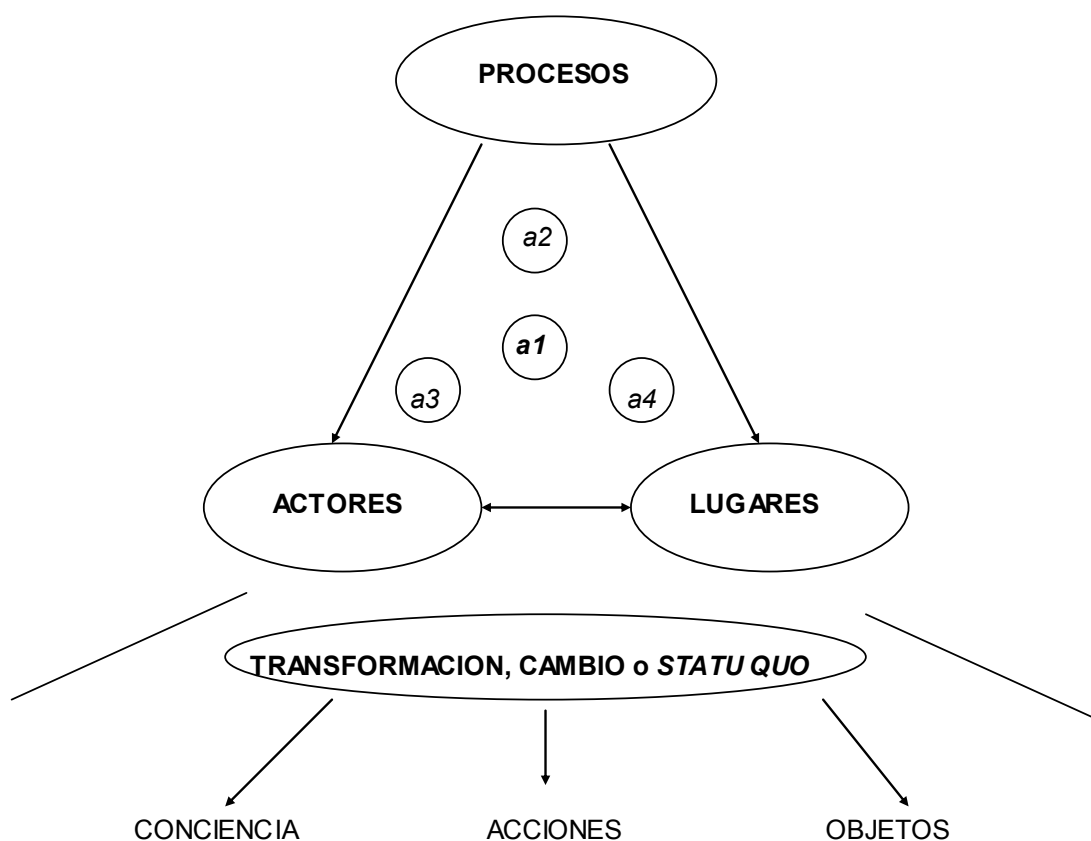 PROCESOS
a2
a1
a3
a4
ACTORES
LUGARES
TRANSFORMACION, CAMBIO o STATU QUO
CONCIENCIA
ACCIONES
OBJETOS